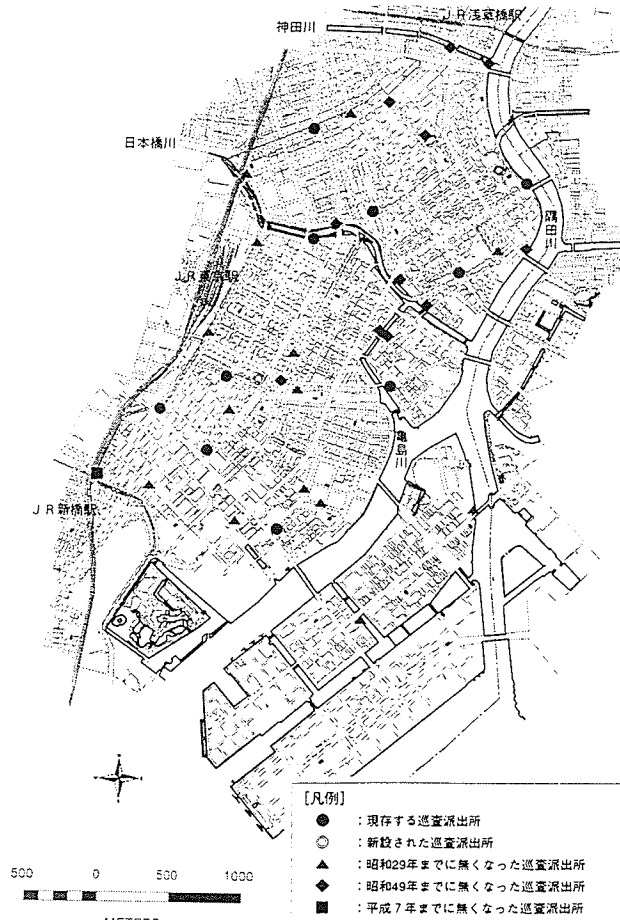 JR浅草橋駅
神田川
日本橋川
隅田川
JR東京駅
亀島川
JR新橋駅
[凡例]
● :現存する巡査派出所
○ :新設された巡査派出所
▲ :昭和29年までに無くなった巡査派出所
◆ :昭和49年までに無くなった巡査派出所
■ :平成7年までに無くなった巡査派出所
500 0 500 1000
METERS